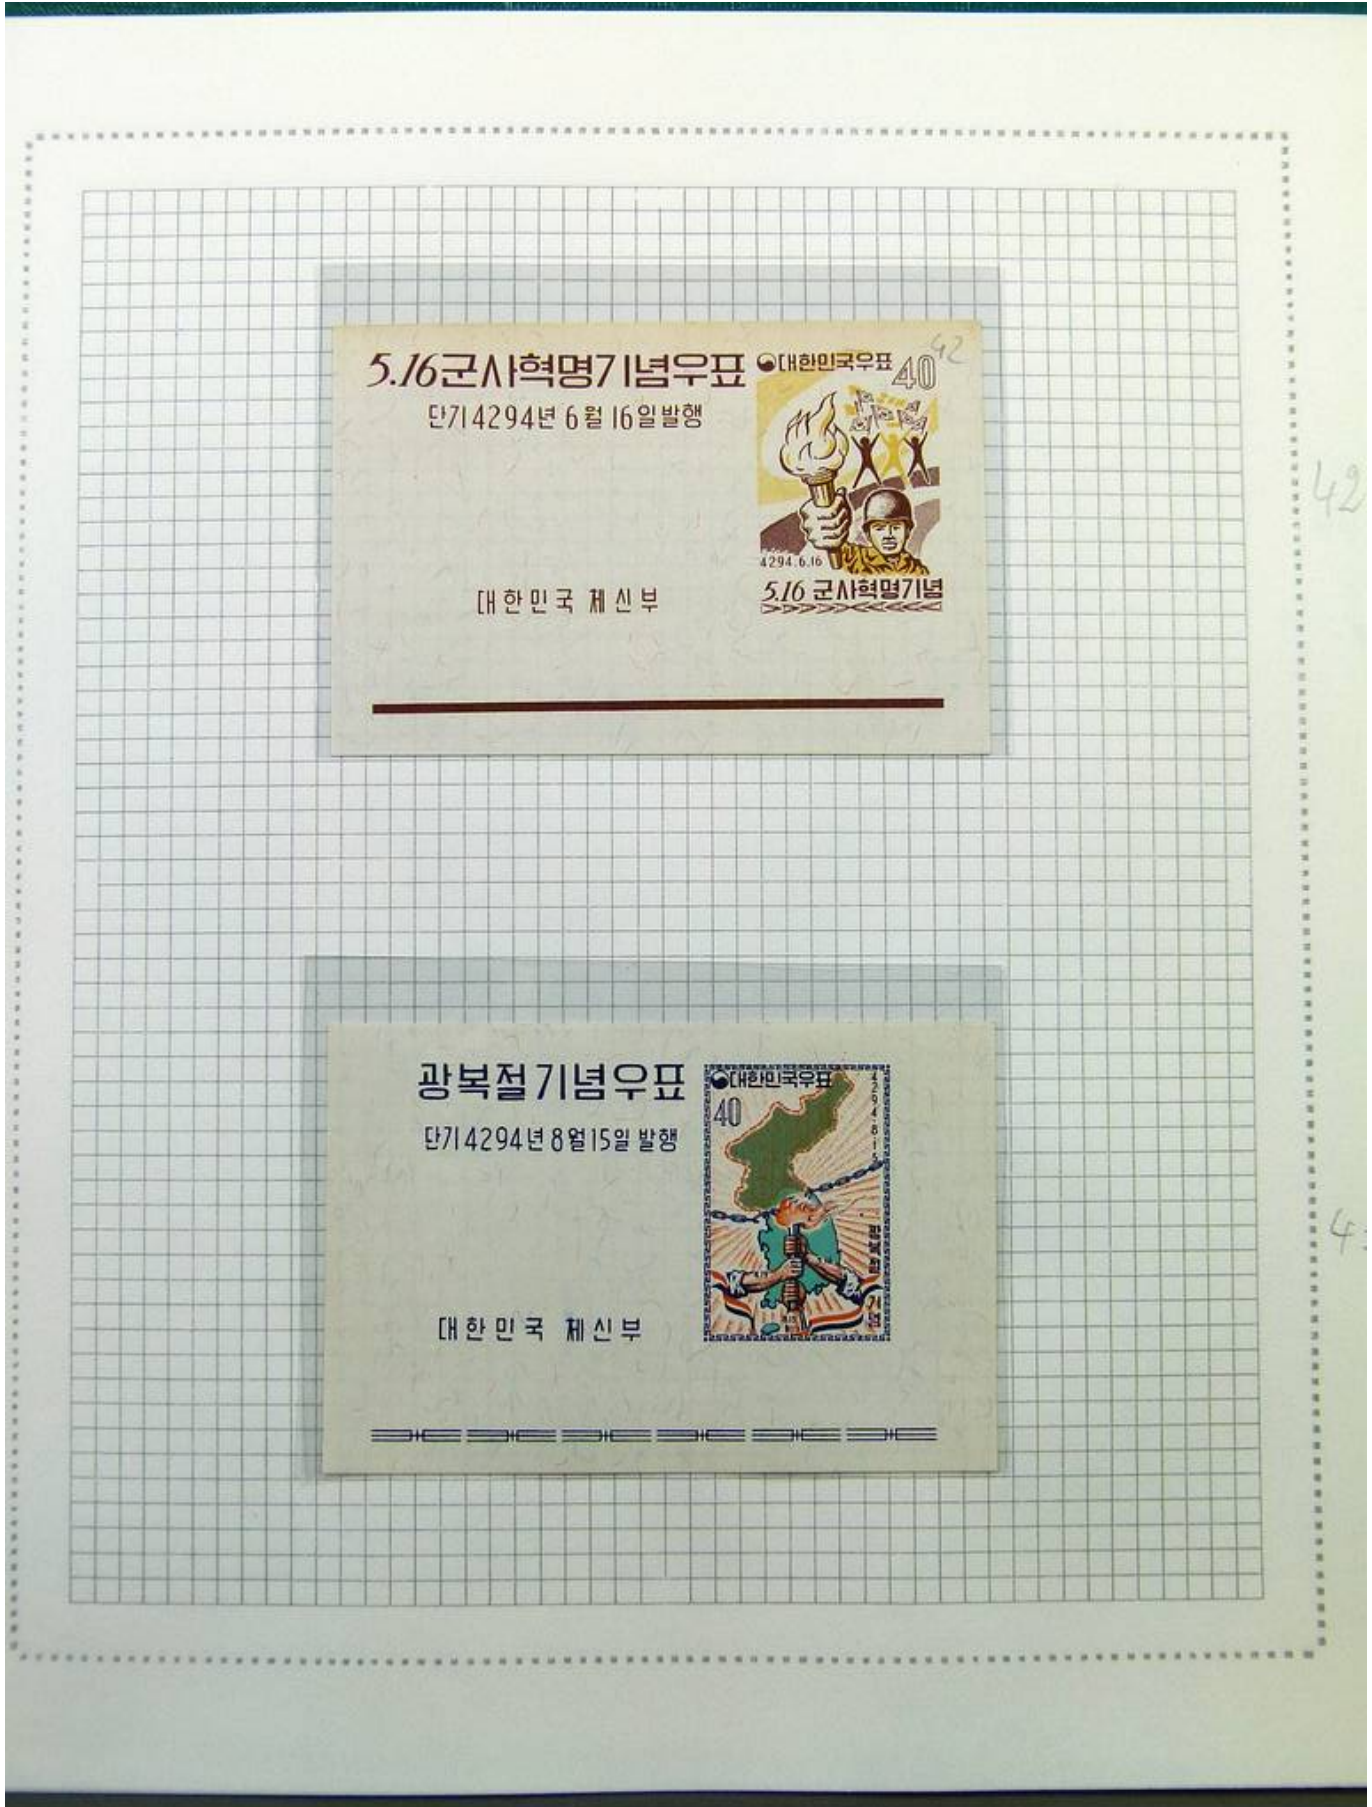 5.16군사혁명기념우표
단기4294년 6월 16일발행
대한민국 체신부
대한민국우표 40
42
4294.6.16
5.16 군사혁명기념
42
광복절기념우표
단기4294년8월15일 발행
대한민국 체신부
대한민국우표
40
4294.8.15
광복절 기념